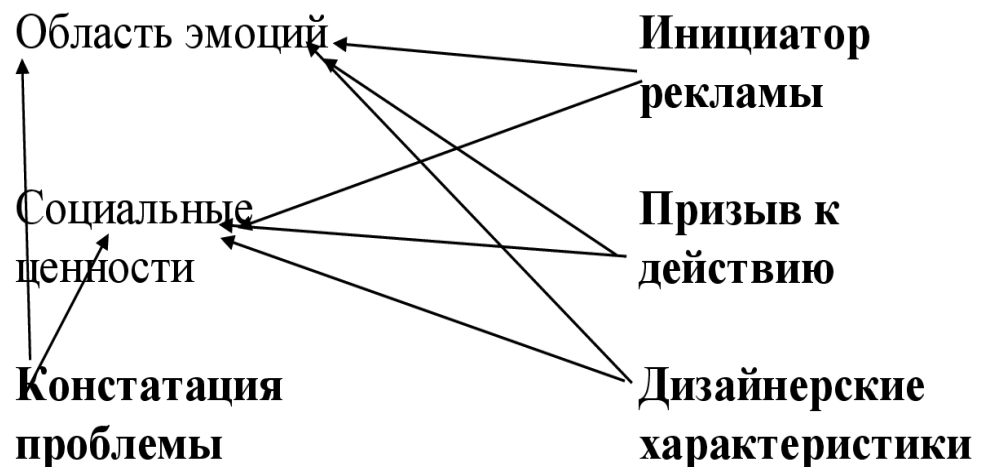 Область эмоций
Инициатор
рекламы
Социальные
ценности
Призыв к
действию
Констатация
проблемы
Дизайнерские
характеристики